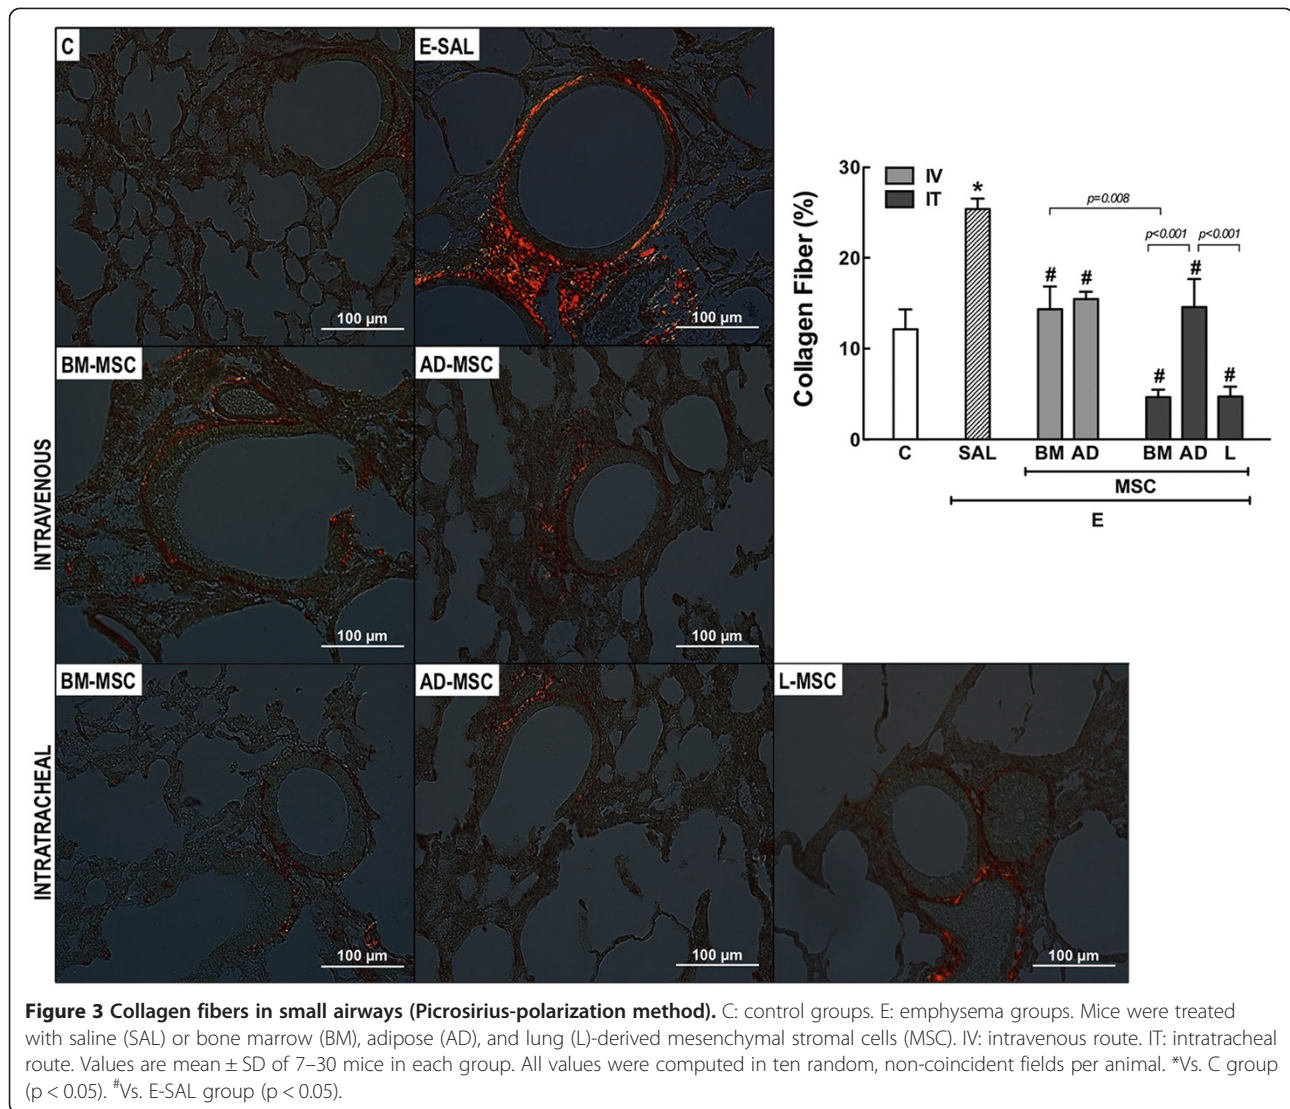 C
E-SAL
100 µm
100 µm
INTRAVENOUS
BM-MSC
AD-MSC
100 µm
100 µm
INTRATRACHEAL
BM-MSC
AD-MSC
L-MSC
100 µm
100 µm
100 µm
Collagen Fiber (%)
30
20
10
0
IV
IT
*
p=0.008
p<0.001
p<0.001
#
#
#
#
#
C
SAL
BM AD
BM AD L
MSC
E
Figure 3 Collagen fibers in small airways (Picrosirius-polarization method). C: control groups. E: emphysema groups. Mice were treated
with saline (SAL) or bone marrow (BM), adipose (AD), and lung (L)-derived mesenchymal stromal cells (MSC). IV: intravenous route. IT: intratracheal
route. Values are mean ± SD of 7–30 mice in each group. All values were computed in ten random, non-coincident fields per animal. *Vs. C group
(p < 0.05). #Vs. E-SAL group (p < 0.05).